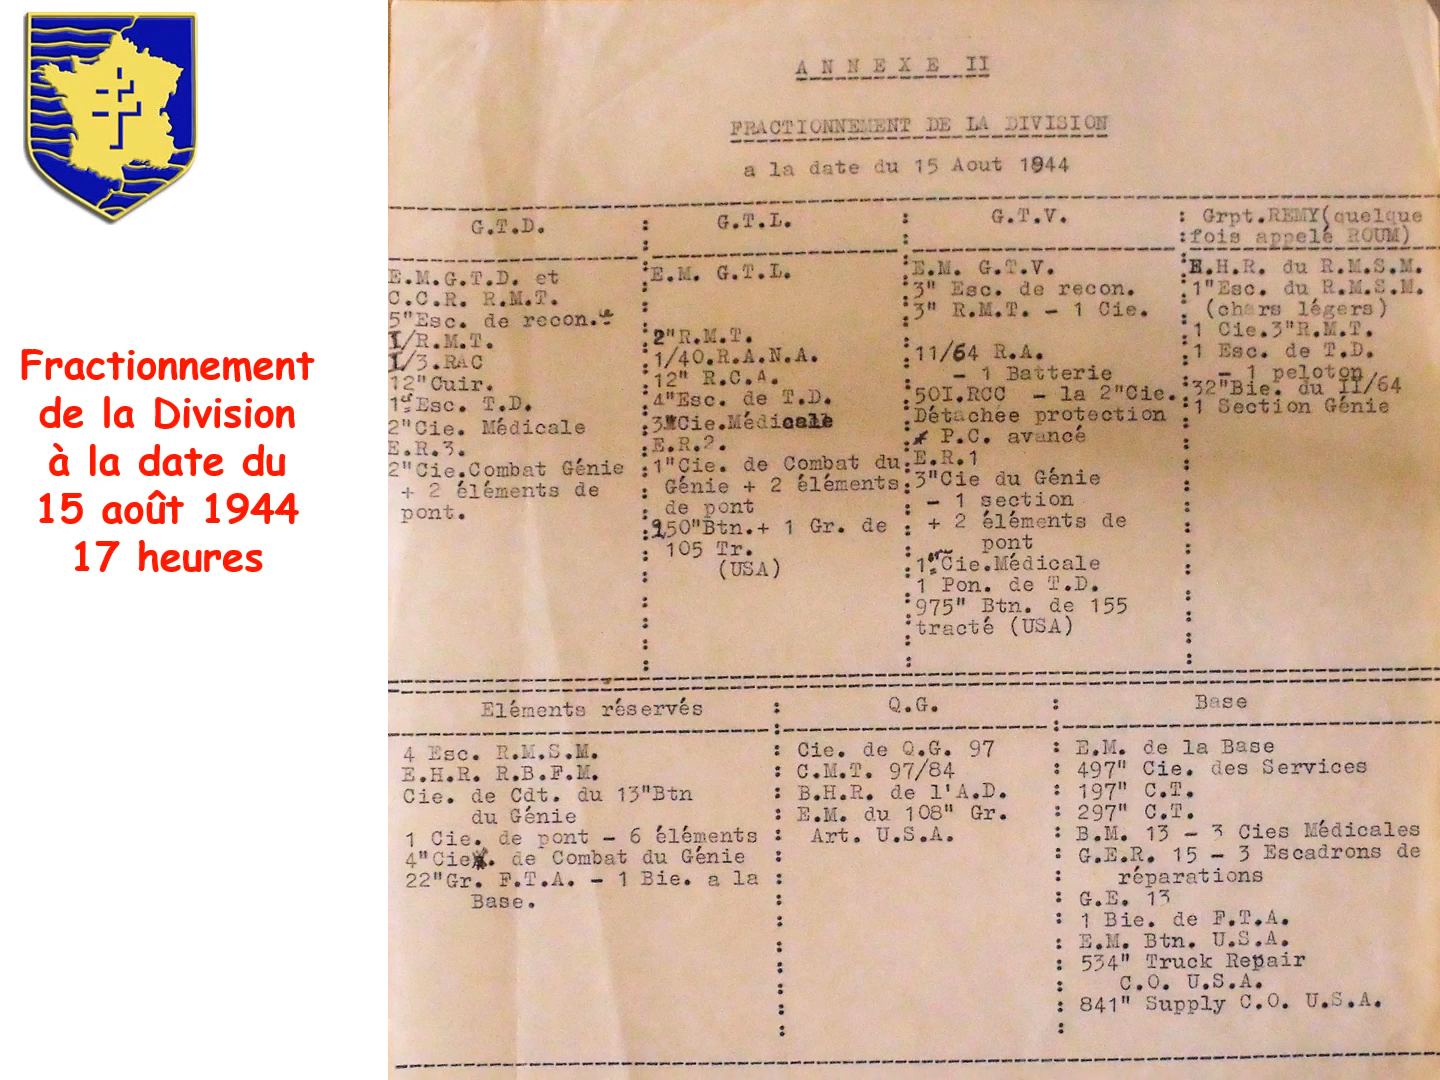 Fractionnement
de la Division
à la date du
15 août 1944
17 heures
A N N E X E II
FRACTIONNEMENT DE LA DIVISION
a la date du 15 Aout 1944
G.T.D.
E.M.G.T.D. et
C.C.R. R.M.T.
5"Esc. de recon.
I/R.M.T.
I/3.RAC
12"Cuir.
1er Esc. T.D.
2"Cie. Médicale
E.R.3.
2"Cie.Combat Génie
+ 2 éléments de
pont.
G.T.L.
E.M. G.T.L.
2"R.M.T.
1/40.R.A.N.A.
12" R.C.A.
4"Esc. de T.D.
3"Cie.Médicale
E.R.2.
1"Cie. de Combat du
Génie + 2 éléments
de pont
250"Btn.+ 1 Gr. de
105 Tr.
(USA)
G.T.V.
E.M. G.T.V.
3" Esc. de recon.
3" R.M.T. - 1 Cie.
11/64 R.A.
- 1 Batterie
501.RCC - la 2"Cie.
Détachée protection
P.C. avancé
E.R.1
3"Cie du Génie
- 1 section
+ 2 éléments de
pont
1ère Cie.Médicale
1 Pon. de T.D.
975" Btn. de 155
tracté (USA)
Grpt.REMY(quelque
fois appelé ROUM)
E.H.R. du R.M.S.M.
1"Esc. du R.M.S.M.
(chars légers)
1 Cie.3"R.M.T.
1 Esc. de T.D.
- 1 peloton
32"Bie. du II/64
1 Section Génie
Eléments réservés
4 Esc. R.M.S.M.
E.H.R. R.B.F.M.
Cie. de Cdt. du 13"Btn
du Génie
1 Cie. de pont - 6 éléments
4"Cie. de Combat du Génie
22"Gr. F.T.A. - 1 Bie. a la
Base.
Q.G.
Cie. de Q.G. 97
C.M.T. 97/84
B.H.R. de l'A.D.
E.M. du 108" Gr.
Art. U.S.A.
Base
E.M. de la Base
497" Cie. des Services
197" C.T.
297" C.T.
B.M. 13 - 3 Cies Médicales
G.E.R. 15 - 3 Escadrons de
réparations
G.E. 13
1 Bie. de F.T.A.
E.M. Btn. U.S.A.
534" Truck Repair
C.O. U.S.A.
841" Supply C.O. U.S.A.